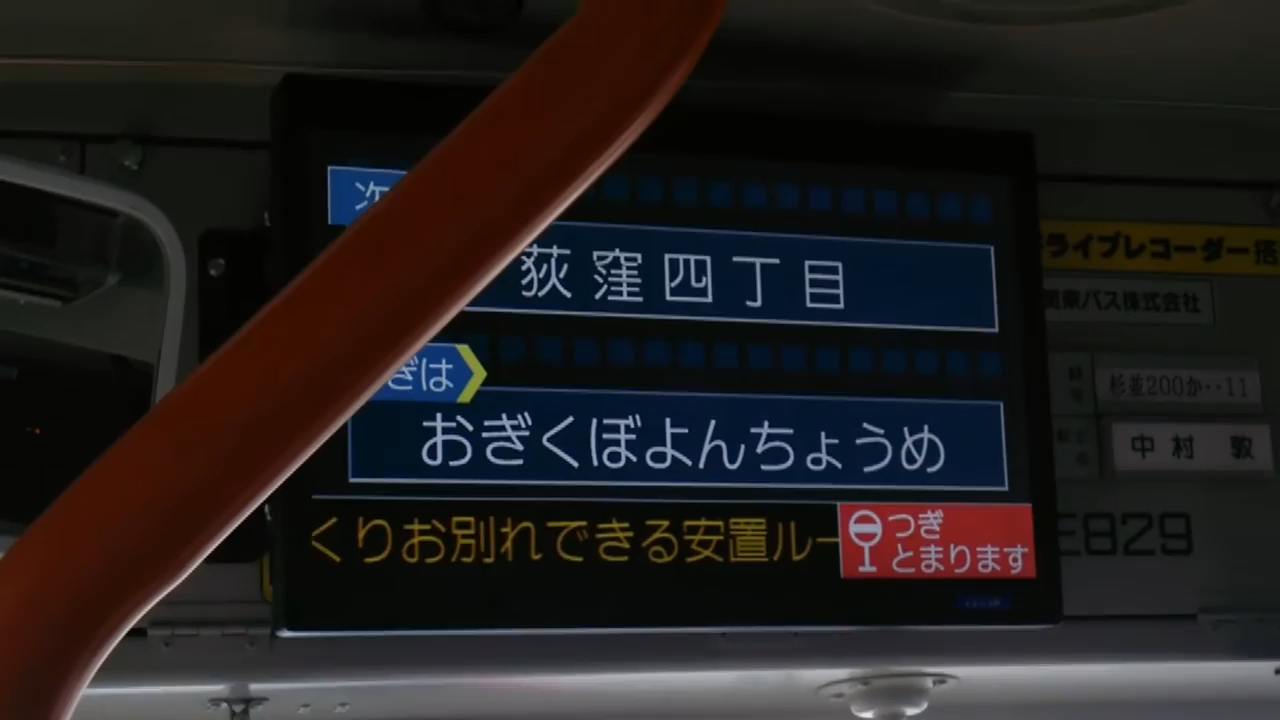 次
荻窪四丁目
ぎは
おぎくぼよんちょうめ
くりお別れできる安置ルー
つぎ
とまります
ライブレコーダー搭
関東バス株式会社
杉並200か・・11
中村 敦
E829